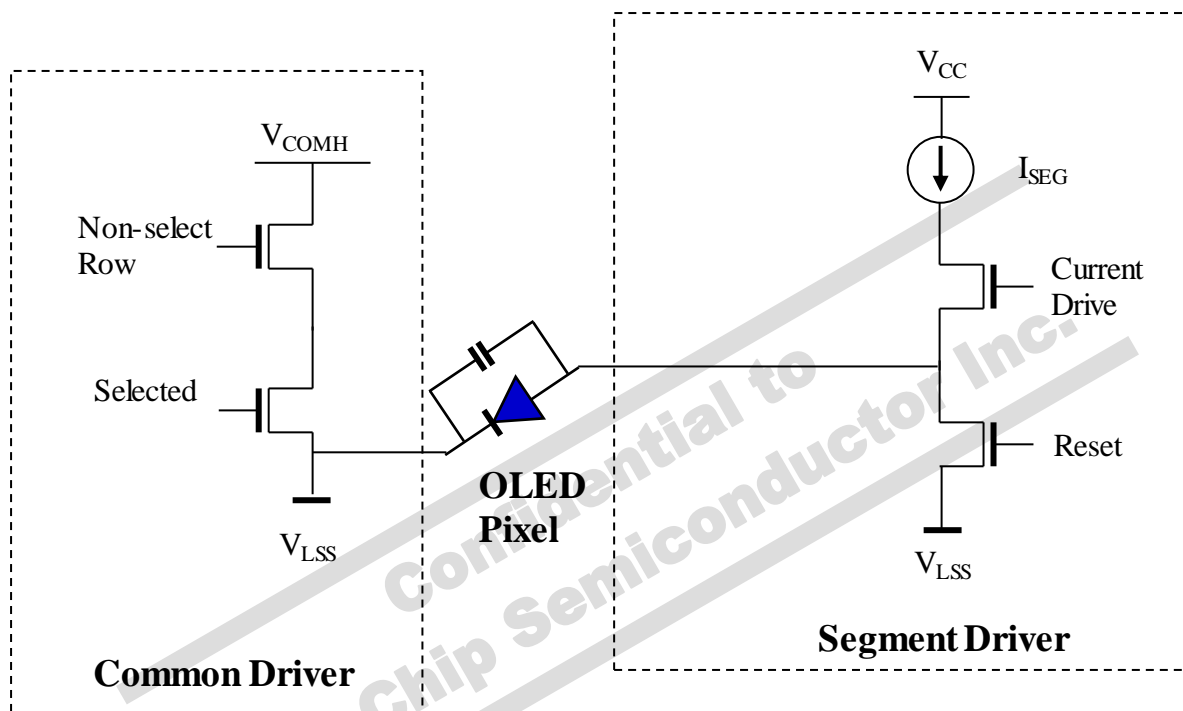 V_CC
V_COMH
I_SEG
Non-select
Row
Current
Drive
Selected
Reset
OLED
Pixel
V_LSS
V_LSS
Segment Driver
Common Driver
Confidential to
Chip Semiconductor Inc.